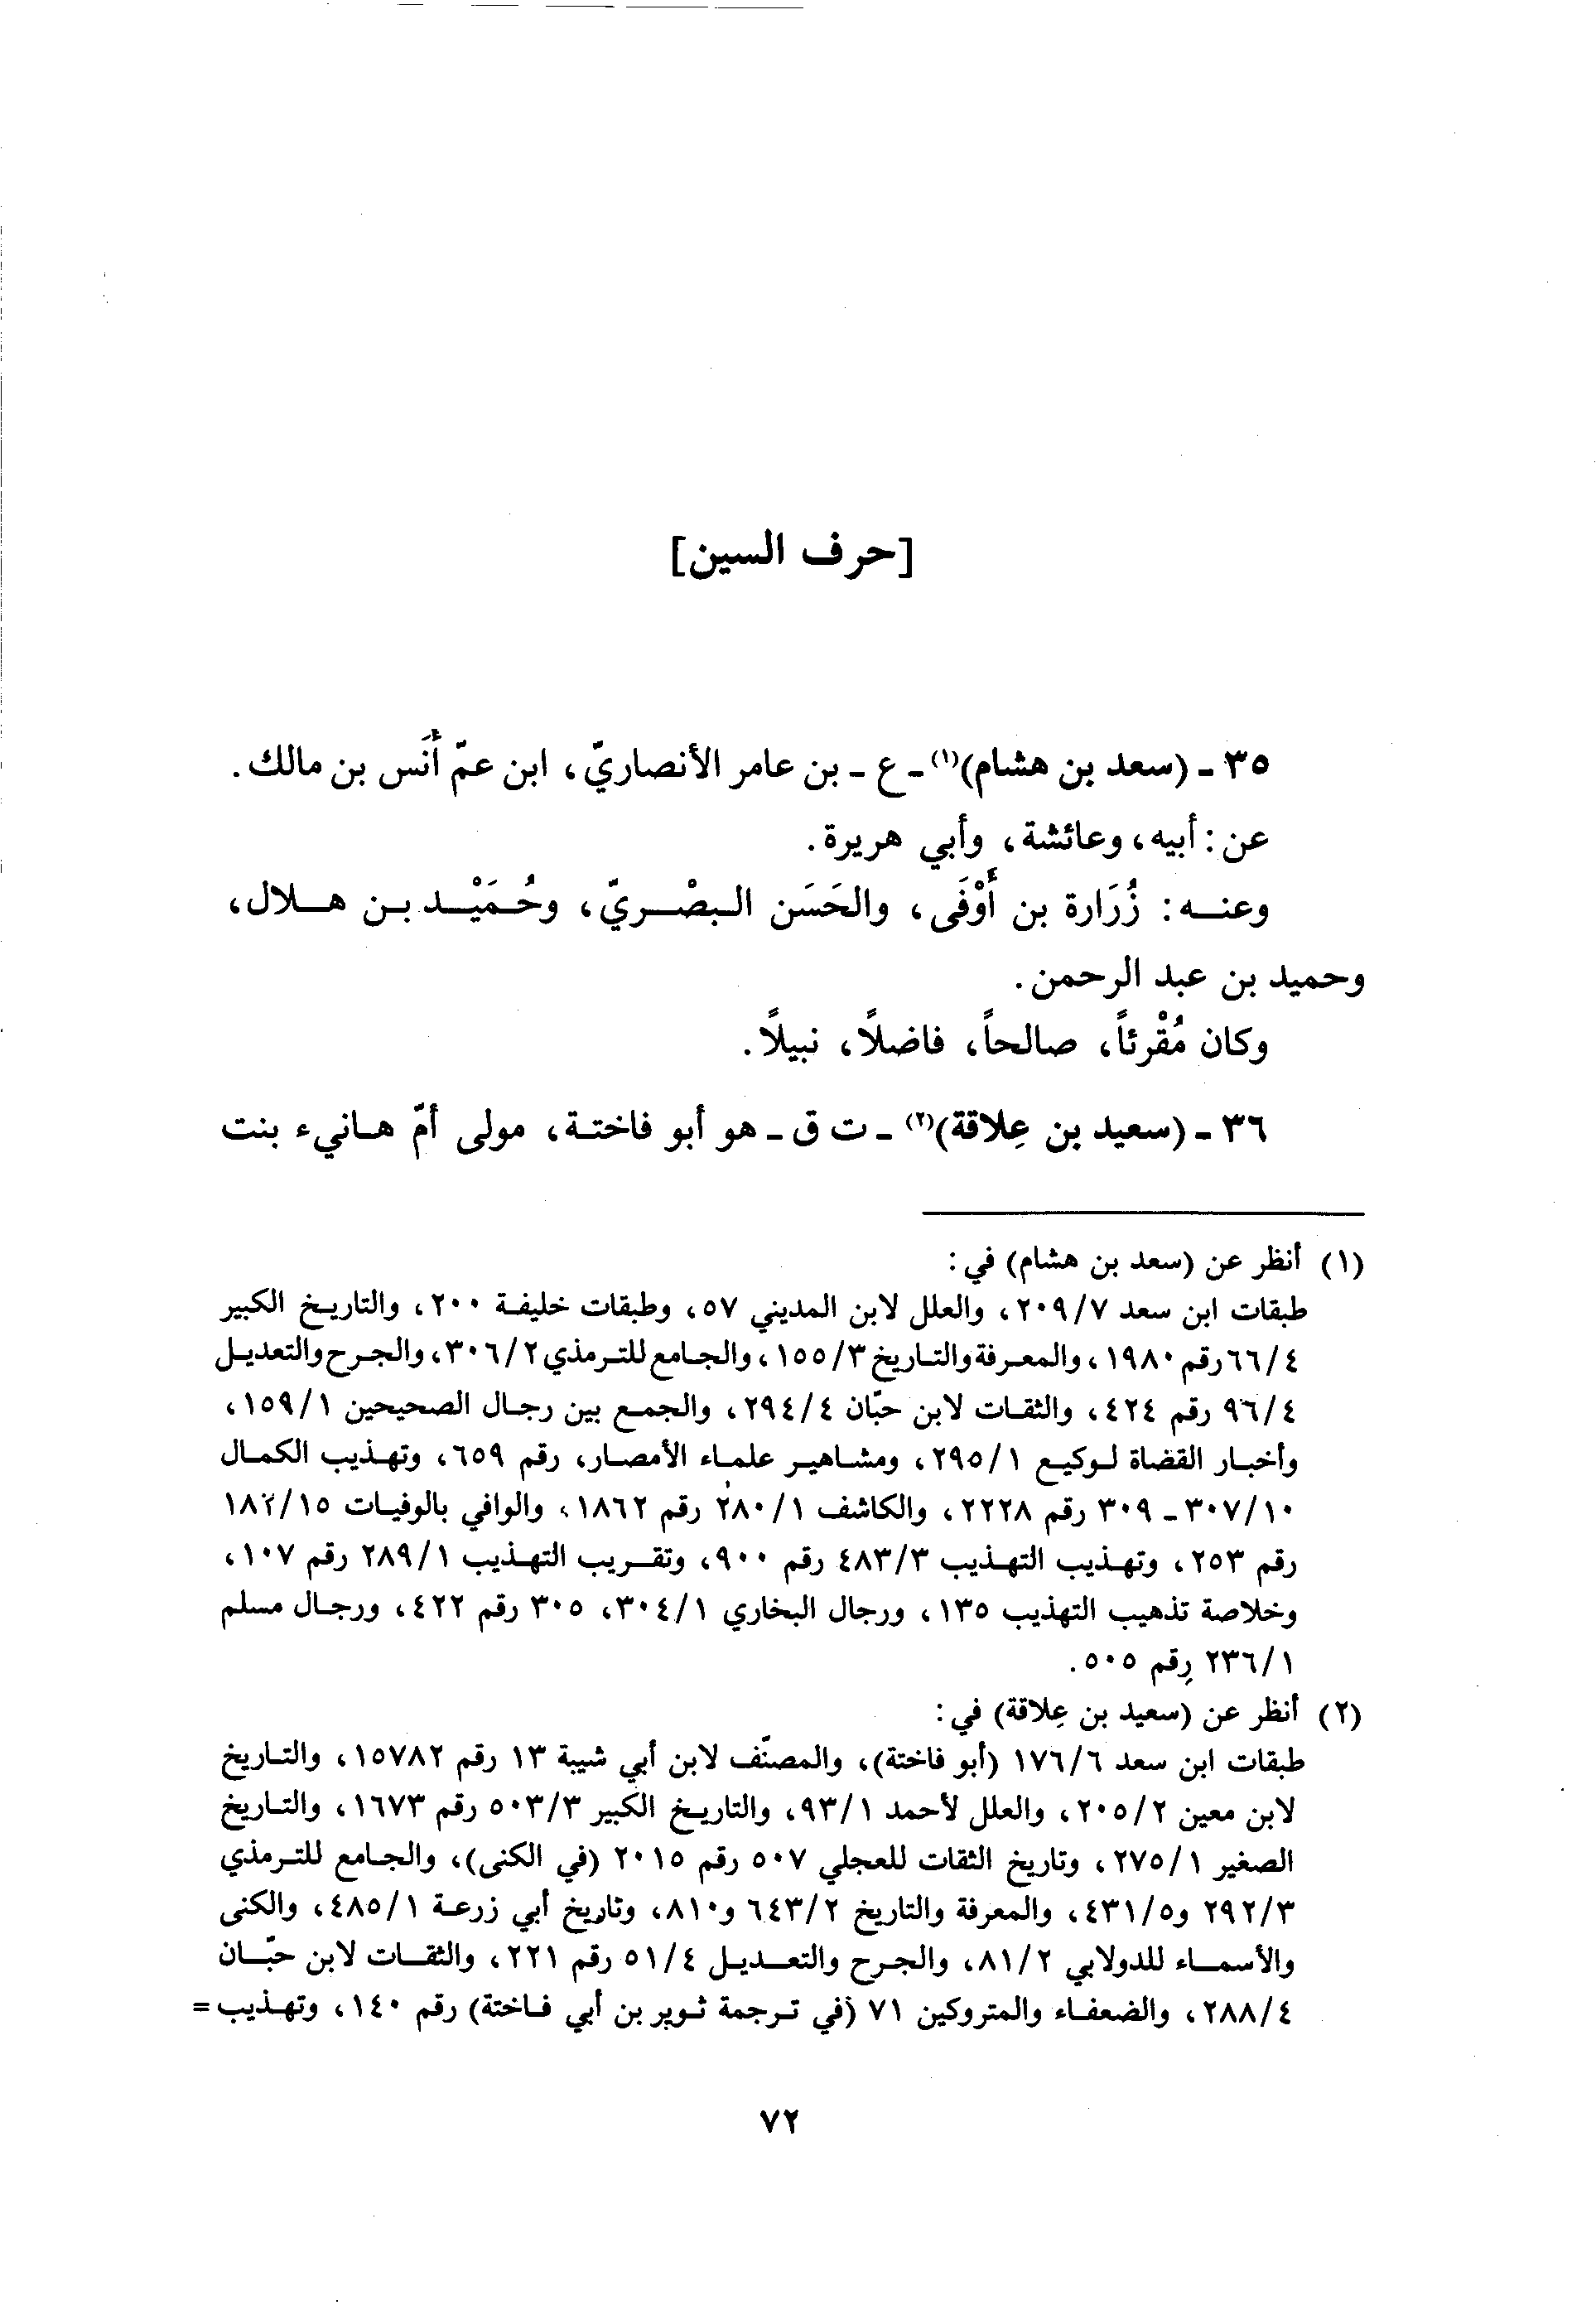 [حرف السين]
٣٥ - (سعد بن هشام)(١) - ع - بن عامر الأنصاريّ، ابن عمّ أَنَس بن مالك.
عن: أبيه، وعائشة، وأبي هريرة.
وعنه: زُرَارة بن أَوْفَى، والحَسَن البصْريّ، وحُمَيْد بن هلال،
وحميد بن عبد الرحمن.
وكان مُقْرئاً، صالحاً، فاضلاً، نبيلاً.
٣٦ - (سعيد بن عِلاقة)(٢) - ت ق - هو أبو فاختة، مولى أمّ هانيء بنت
(١) أنظر عن (سعد بن هشام) في:
طبقات ابن سعد ٢٠٩/٧، والعلل لابن المديني ٥٧، وطبقات خليفة ٢٠٠، والتاريخ الكبير
٦٦/٤ رقم ١٩٨٠، والمعرفة والتاريخ ١٥٥/٣، والجامع للترمذي ٣٠٦/٢، والجرح والتعديل
٩٦/٤ رقم ٤٢٤، والثقات لابن حبّان ٢٩٤/٤، والجمع بين رجال الصحيحين ١٥٩/١،
وأخبار القضاة لوكيع ٢٩٥/١، ومشاهير علماء الأمصار، رقم ٦٥٩، وتهذيب الكمال
٣٠٧/١٠ - ٣٠٩ رقم ٢٢٢٨، والكاشف ٢٨٠/١ رقم ١٨٦٢، والوافي بالوفيات ١٨٢/١٥
رقم ٢٥٣، وتهذيب التهذيب ٤٨٣/٣ رقم ٩٠٠، وتقريب التهذيب ٢٨٩/١ رقم ١٠٧،
وخلاصة تذهيب التهذيب ١٣٥، ورجال البخاري ٣٠٤/١، ٣٠٥ رقم ٤٢٢، ورجال مسلم
٢٣٦/١ رقم ٥٠٥.
(٢) أنظر عن (سعيد بن عِلاقة) في:
طبقات ابن سعد ١٧٦/٦ (أبو فاختة)، والمصنّف لابن أبي شيبة ١٣ رقم ١٥٧٨٢، والتاريخ
لابن معين ٢٠٥/٢، والعلل لأحمد ٩٣/١، والتاريخ الكبير ٥٠٣/٣ رقم ١٦٧٣، والتاريخ
الصغير ٢٧٥/١، وتاريخ الثقات للعجلي ٥٠٧ رقم ٢٠١٥ (في الكنى)، والجامع للترمذي
٢٩٢/٣ و٤٣١/٥، والمعرفة والتاريخ ٦٤٣/٢ و٨١٠، وتاريخ أبي زرعة ٤٨٥/١، والكنى
والأسماء للدولابي ٨١/٢، والجرح والتعديل ٥١/٤ رقم ٢٢١، والثقات لابن حبّان
٢٨٨/٤، والضعفاء والمتروكين ٧١ (في ترجمة ثوير بن أبي فاختة) رقم ١٤٠، وتهذيب =
٧٢